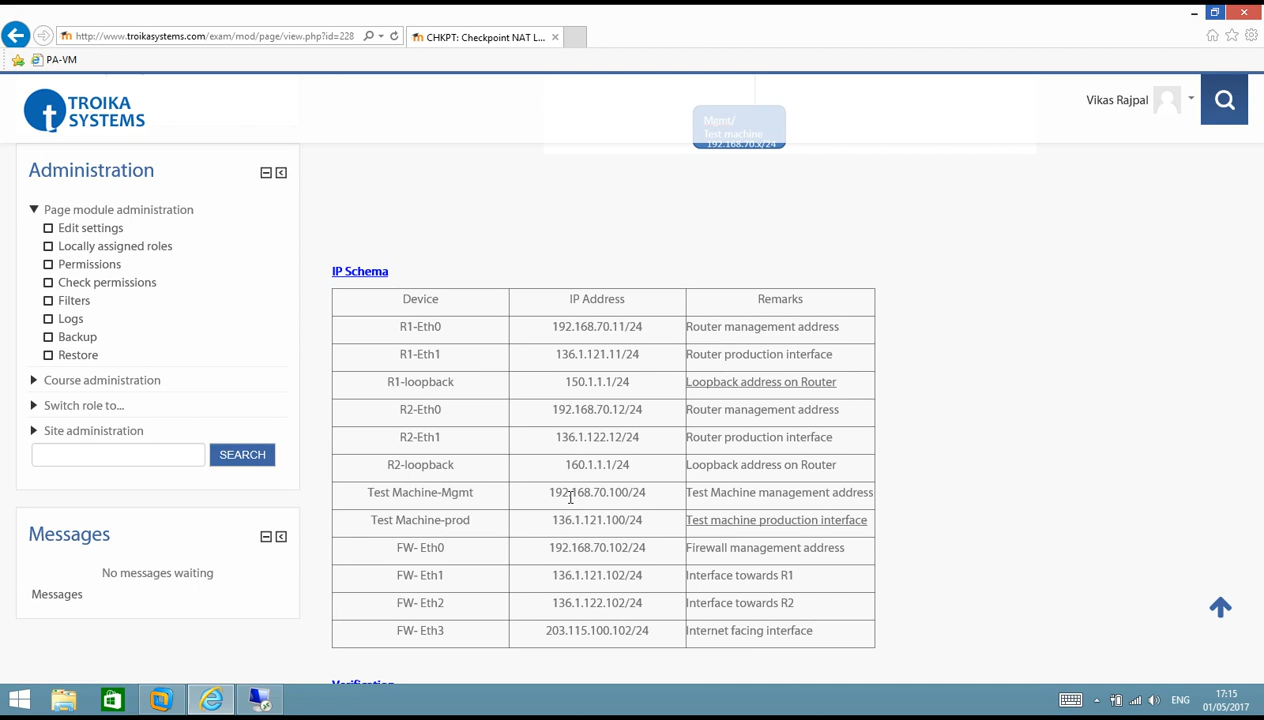 http://www.troikasystems.com/exam/mod/page/view.php?id=228
CHKPT: Checkpoint NAT L...
PA-VM
TROIKA
SYSTEMS
Vikas Rajpal
Mgmt/
Test machine
192.168.70.x/24
Administration
Page module administration
Edit settings
Locally assigned roles
Permissions
Check permissions
Filters
Logs
Backup
Restore
Course administration
Switch role to...
Site administration
SEARCH
Messages
No messages waiting
Messages
IP Schema
Device IP Address Remarks
R1-Eth0 192.168.70.11/24 Router management address
R1-Eth1 136.1.121.11/24 Router production interface
R1-loopback 150.1.1.1/24 Loopback address on Router
R2-Eth0 192.168.70.12/24 Router management address
R2-Eth1 136.1.122.12/24 Router production interface
R2-loopback 160.1.1.1/24 Loopback address on Router
Test Machine-Mgmt 192.168.70.100/24 Test Machine management address
Test Machine-prod 136.1.121.100/24 Test machine production interface
FW- Eth0 192.168.70.102/24 Firewall management address
FW- Eth1 136.1.121.102/24 Interface towards R1
FW- Eth2 136.1.122.102/24 Interface towards R2
FW- Eth3 203.115.100.102/24 Internet facing interface
Verification
ENG
17:15
01/05/2017